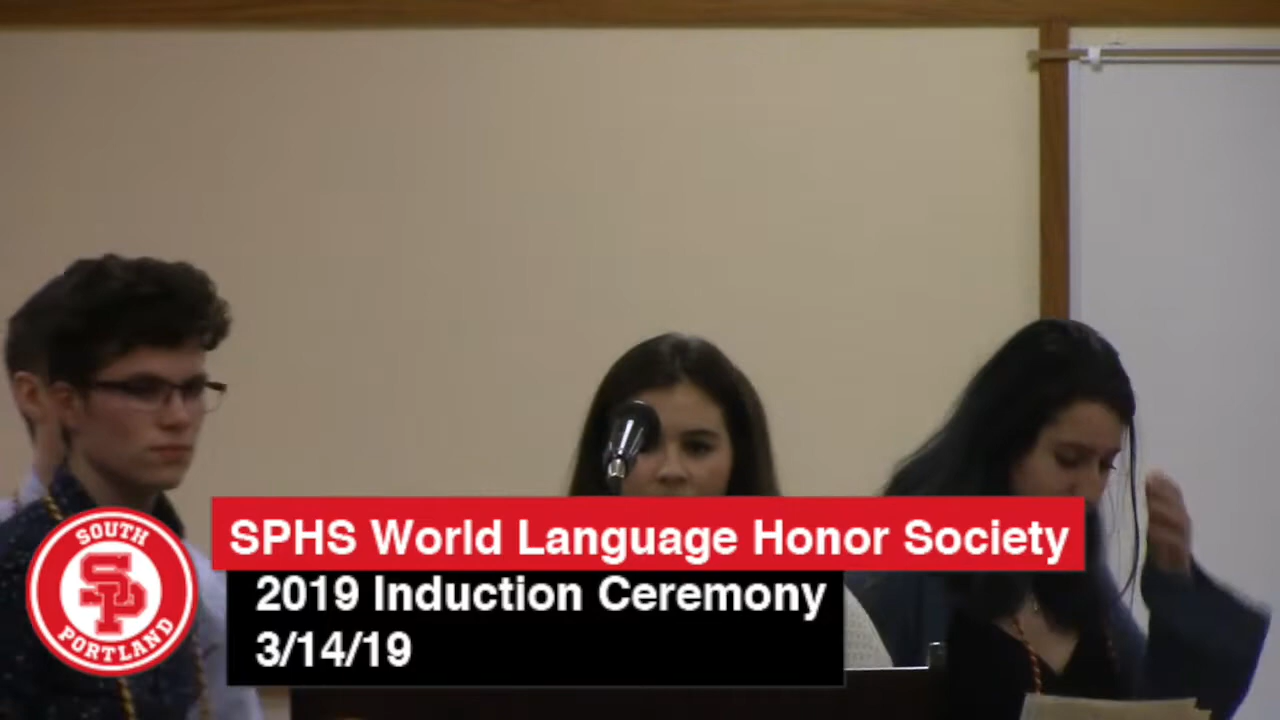 SPHS World Language Honor Society
2019 Induction Ceremony
3/14/19
SOUTH
SP
PORTLAND